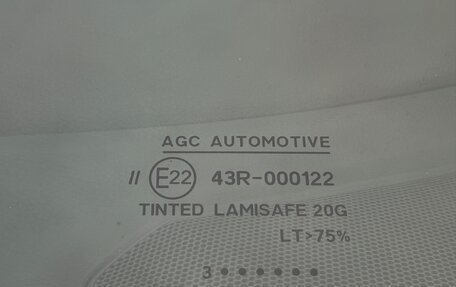 AGC AUTOMOTIVE
// E22 43R-000122
TINTED LAMISAFE 20G
LT>75%
3 ● ● ● ● ● ●